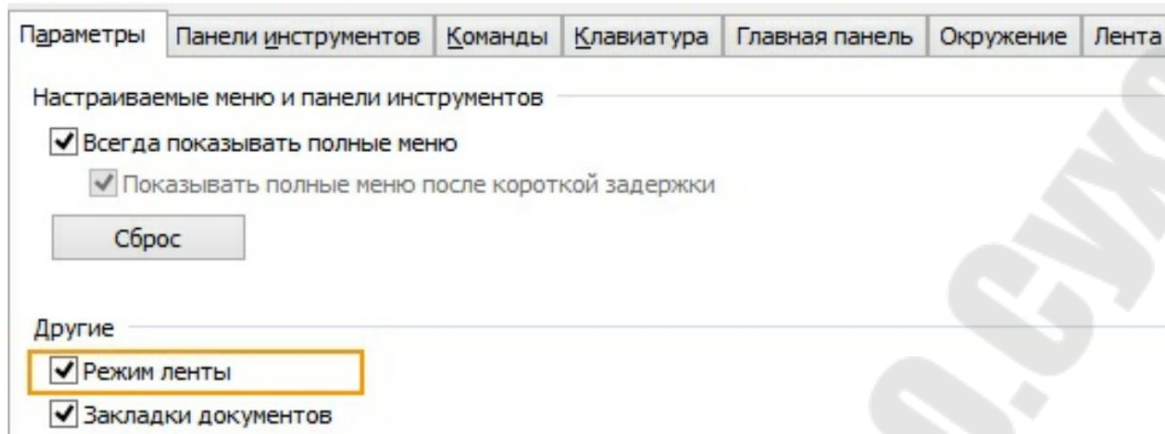 Параметры Панели инструментов Команды Клавиатура Главная панель Окружение Лента
Настраиваемые меню и панели инструментов
Всегда показывать полные меню
Показывать полные меню после короткой задержки
Сброс
Другие
Режим ленты
Закладки документов